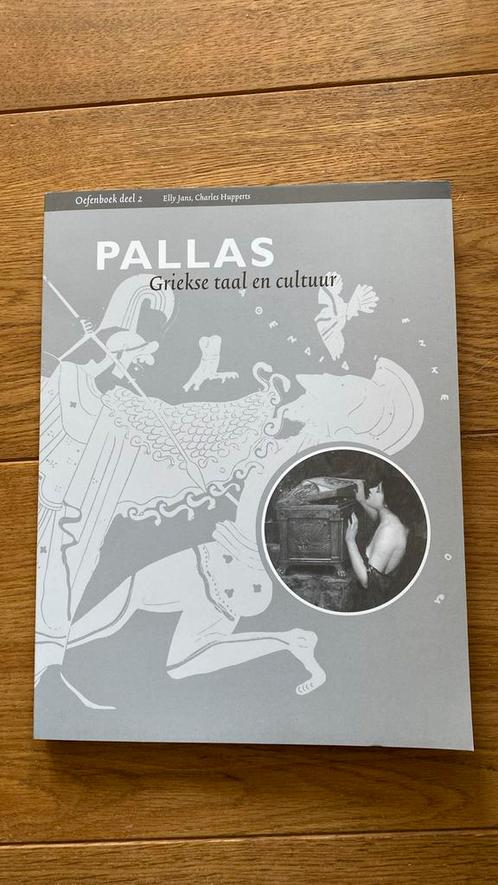 Oefenboek deel 2 Elly Jans, Charles Hupperts
PALLAS
Griekse taal en cultuur